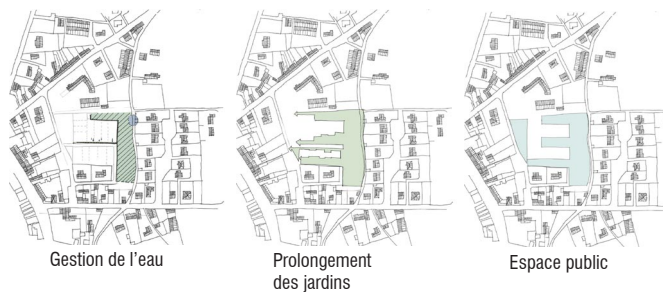 Gestion de l'eau
Prolongement
des jardins
Espace public